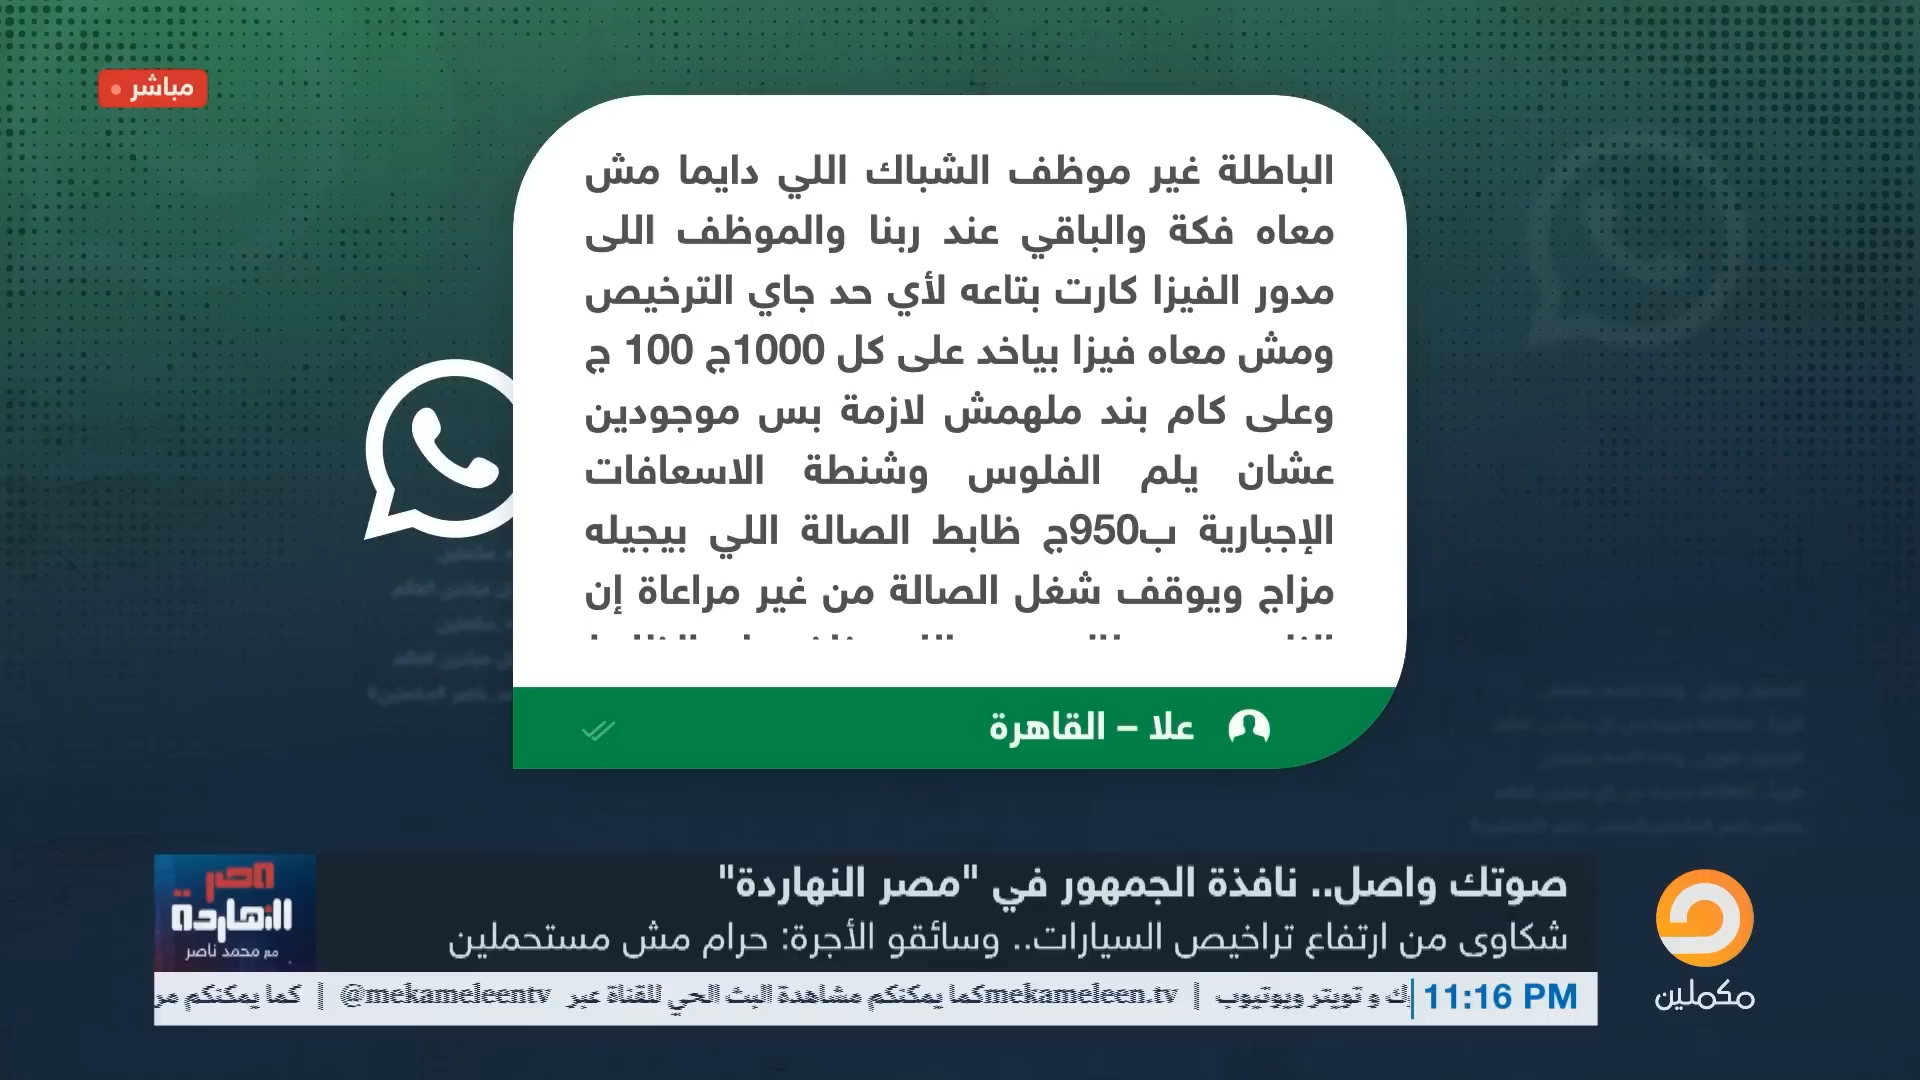 مباشر
الباطلة غير موظف الشباك اللي دايما مش
معاه فكة والباقي عند ربنا والموظف اللى
مدور الفيزا كارت بتاعه لأي حد جاي الترخيص
ومش معاه فيزا بياخد على كل 1000ج 100 ج
وعلى كام بند ملهمش لازمة بس موجودين
عشان يلم الفلوس وشنطة الاسعافات
الإجبارية ب950ج ظابط الصالة اللي بيجيله
مزاج ويوقف شغل الصالة من غير مراعاة إن
علا – القاهرة
صوتك واصل.. نافذة الجمهور في "مصر النهاردة"
شكاوى من ارتفاع تراخيص السيارات.. وسائقو الأجرة: حرام مش مستحملين
مصر
النهاردة
مع محمد ناصر
11:16 PM
ك و تويتر ويوتيوب | mekameleen.tvكما يمكنكم مشاهدة البث الحي للقناة عبر @mekameleentv | كما يمكنكم
مكملين